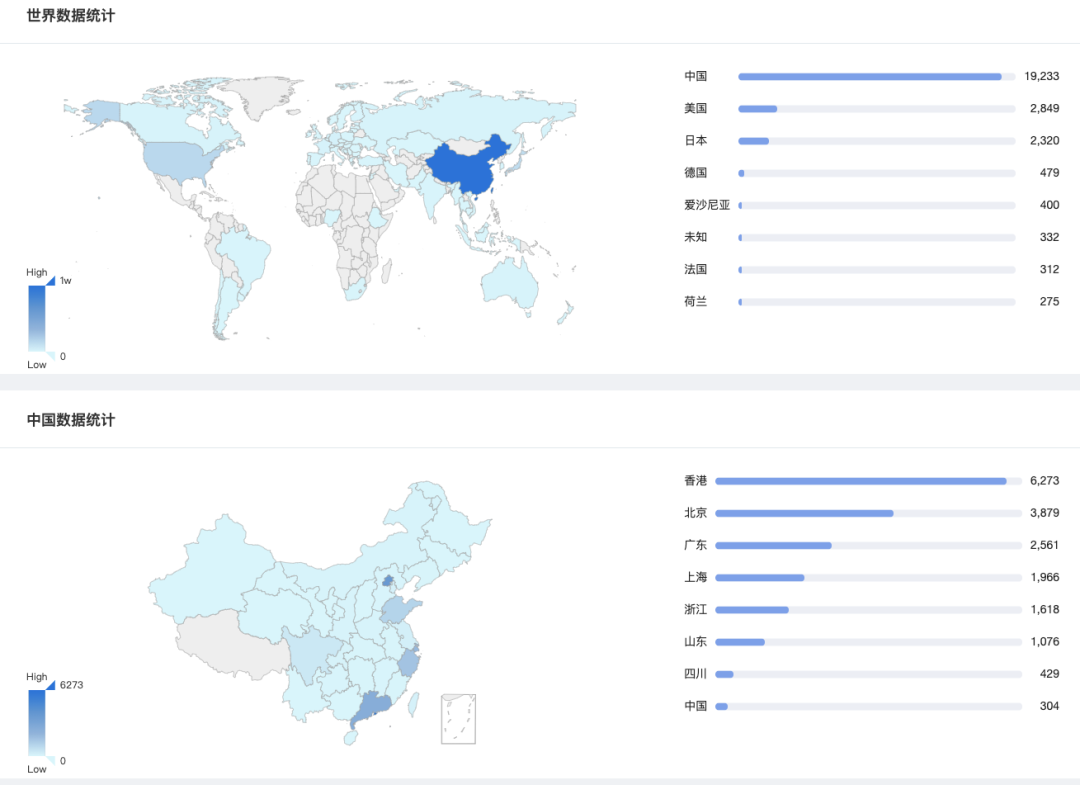 世界数据统计
中国 19,233
美国 2,849
日本 2,320
德国 479
爱沙尼亚 400
未知 332
法国 312
荷兰 275
High
1w
0
Low
中国数据统计
香港 6,273
北京 3,879
广东 2,561
上海 1,966
浙江 1,618
山东 1,076
四川 429
中国 304
High
6273
0
Low